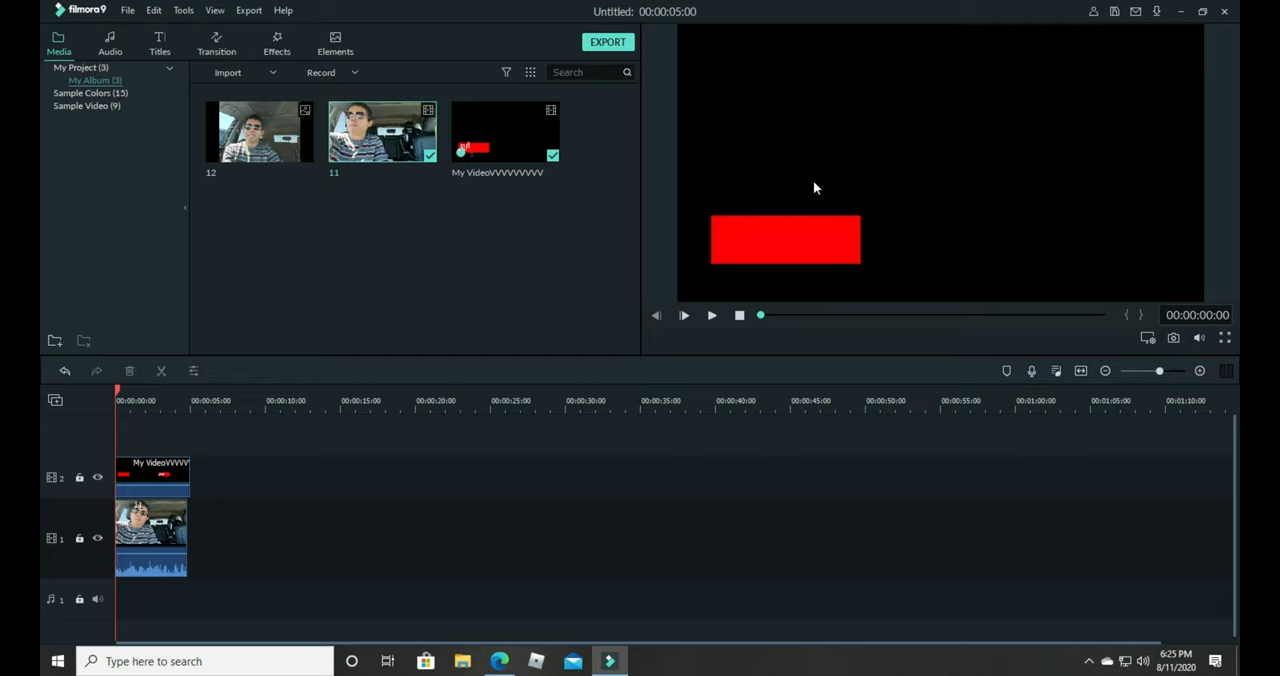 filmora9 File Edit Tools View Export Help Untitled: 00:00:05:00
Media Audio Titles Transition Effects Elements EXPORT
My Project (3) Import Record Search
My Album (3)
Sample Colors (15)
Sample Video (9)
12 11 My VideoVVVVVVVVV
00:00:00:00
00:00:00:00 00:00:05:00 00:00:10:00 00:00:15:00 00:00:20:00 00:00:25:00 00:00:30:00 00:00:35:00 00:00:40:00 00:00:45:00 00:00:50:00 00:00:55:00 00:01:00:00 00:01:05:00 00:01:10:00
My VideoVVVVV
2
1
1
Type here to search
6:25 PM
8/11/2020